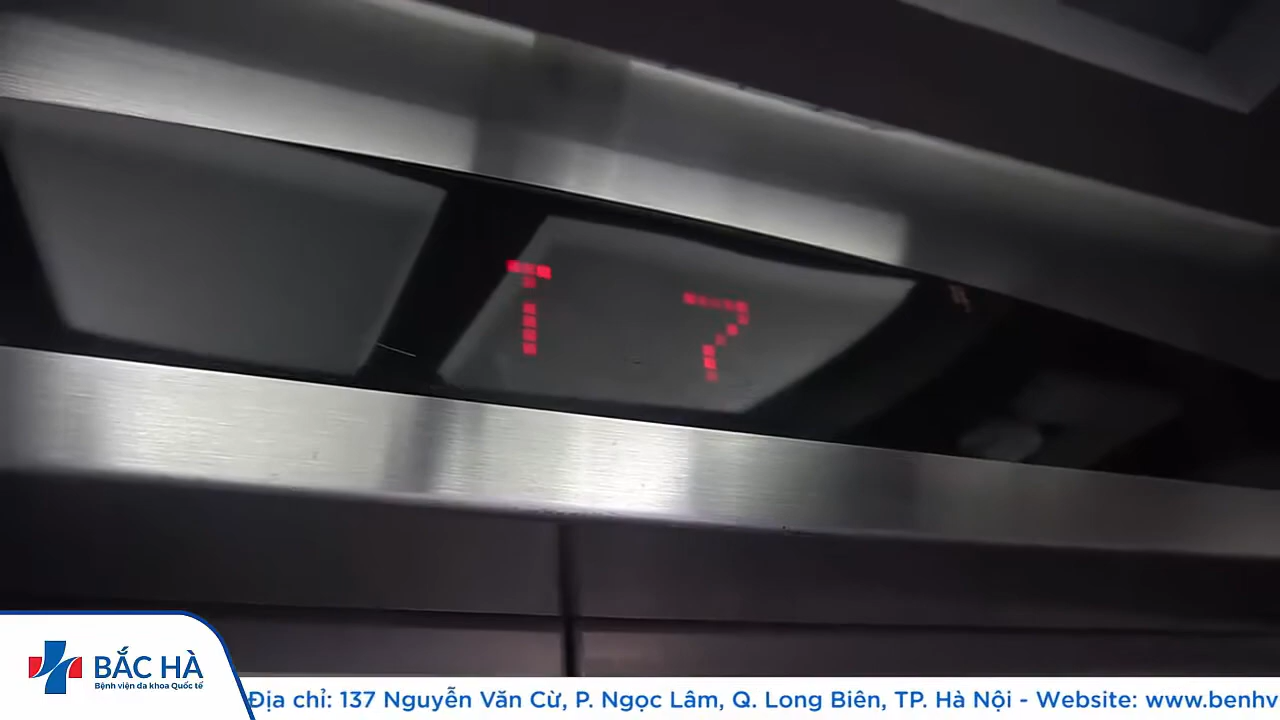 T 7
BẮC HÀ
Bệnh viện đa khoa Quốc tế
Địa chỉ: 137 Nguyễn Văn Cừ, P. Ngọc Lâm, Q. Long Biên, TP. Hà Nội - Website: www.benhv